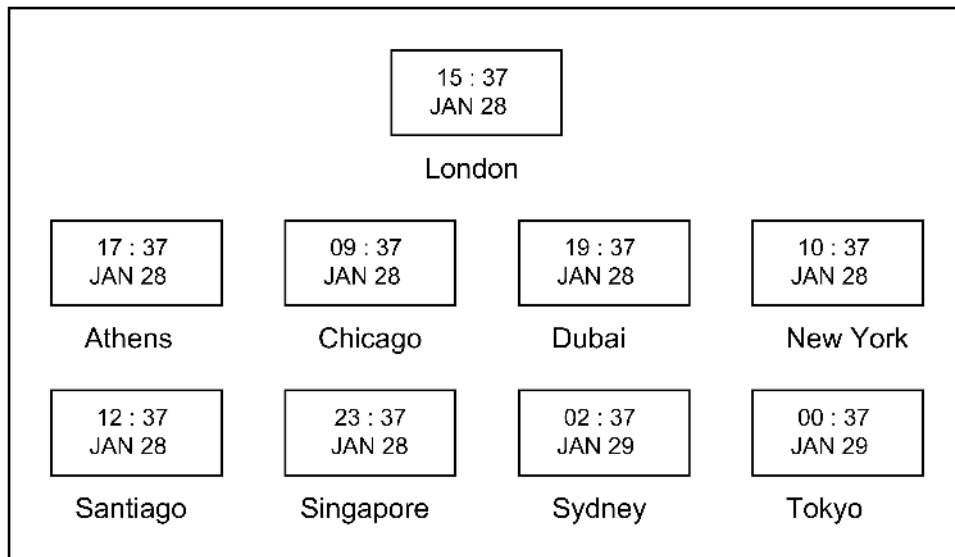 15 : 37
JAN 28
London
17 : 37
JAN 28
Athens
09 : 37
JAN 28
Chicago
19 : 37
JAN 28
Dubai
10 : 37
JAN 28
New York
12 : 37
JAN 28
Santiago
23 : 37
JAN 28
Singapore
02 : 37
JAN 29
Sydney
00 : 37
JAN 29
Tokyo